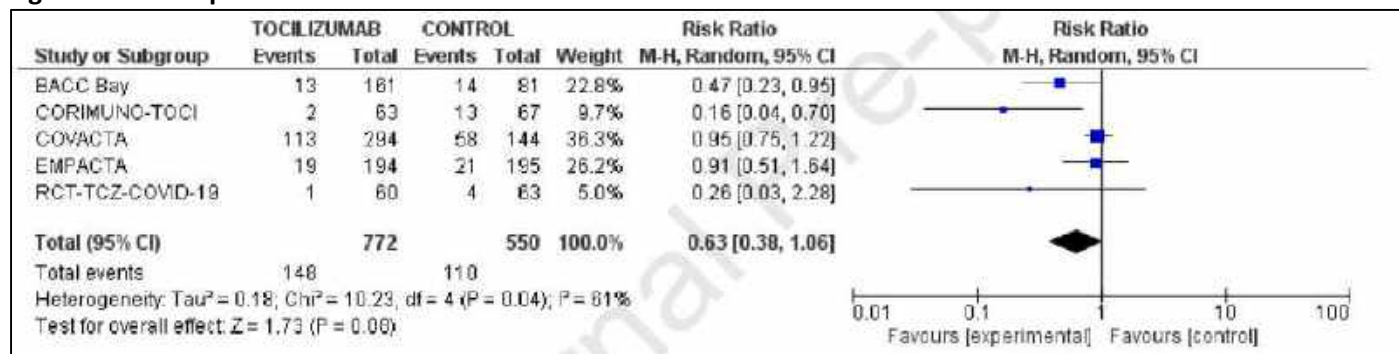 TOCILIZUMAB CONTROL Risk Ratio Risk Ratio
Study or Subgroup Events Total Events Total Weight M-H, Random, 95% CI M-H, Random, 95% CI
BACC Bay 13 161 14 81 22.8% 0.47 [0.23, 0.95]
CORIMUNO-TOCI 2 63 13 67 9.7% 0.16 [0.04, 0.70]
COVACTA 113 294 58 144 36.3% 0.95 [0.75, 1.22]
EMPACTA 19 194 21 195 26.2% 0.91 [0.51, 1.64]
RCT-TCZ-COVID-19 1 60 4 63 5.0% 0.26 [0.03, 2.28]
Total (95% CI) 772 550 100.0% 0.63 [0.38, 1.06]
Total events 148 110
Heterogeneity: Tau² = 0.18; Chi² = 10.23, df = 4 (P = 0.04); I² = 61%
Test for overall effect: Z = 1.73 (P = 0.08)
0.01 0.1 1 10 100
Favours [experimental] Favours [control]